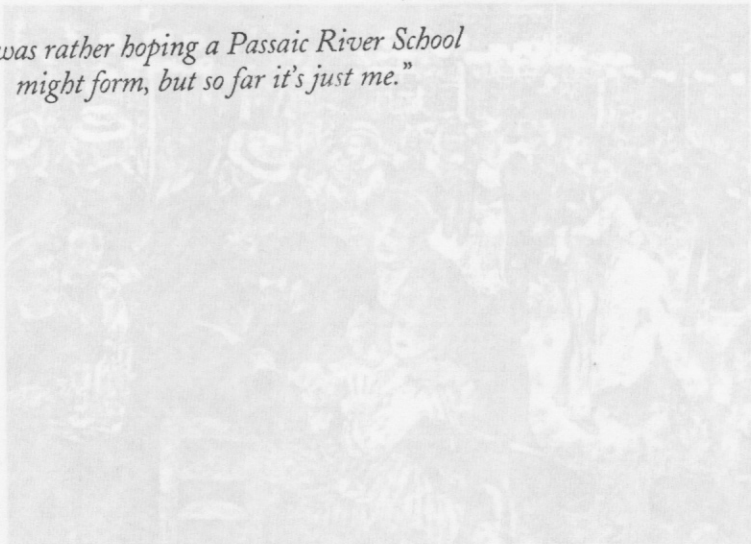 was rather hoping a Passaic River School
might form, but so far it's just me.”